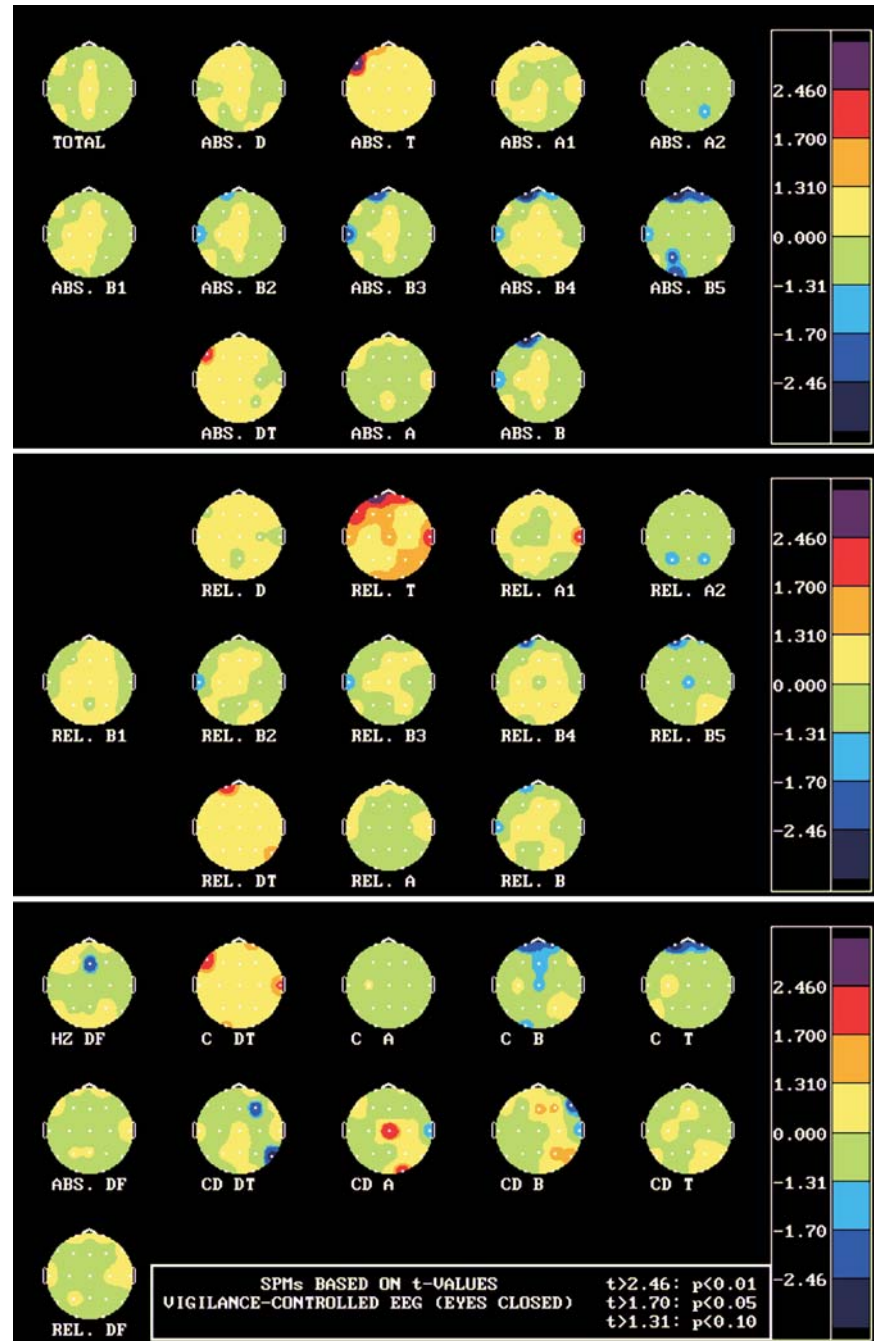 TOTAL ABS. D ABS. T ABS. A1 ABS. A2
ABS. B1 ABS. B2 ABS. B3 ABS. B4 ABS. B5
ABS. DT ABS. A ABS. B
2.460
1.700
1.310
0.000
-1.31
-1.70
-2.46
REL. D REL. T REL. A1 REL. A2
REL. B1 REL. B2 REL. B3 REL. B4 REL. B5
REL. DT REL. A REL. B
2.460
1.700
1.310
0.000
-1.31
-1.70
-2.46
HZ DF C DT C A C B C T
ABS. DF CD DT CD A CD B CD T
REL. DF
SPMs BASED ON t-VALUES t>2.46: p<0.01
VIGILANCE-CONTROLLED EEG (EYES CLOSED) t>1.70: p<0.05
t>1.31: p<0.10
2.460
1.700
1.310
0.000
-1.31
-1.70
-2.46